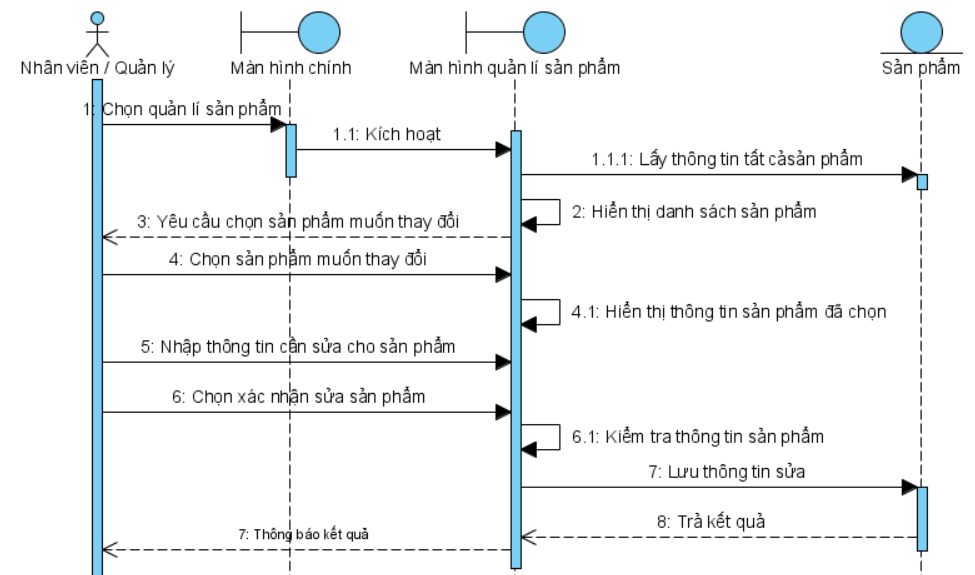 Nhân viên / Quản lý
Màn hình chính
Màn hình quản lí sản phẩm
Sản phẩm
1: Chọn quản lí sản phẩm
1.1: Kích hoạt
1.1.1: Lấy thông tin tất cảsản phẩm
2: Hiển thị danh sách sản phẩm
3: Yêu cầu chọn sản phẩm muốn thay đổi
4: Chọn sản phẩm muốn thay đổi
4.1: Hiển thị thông tin sản phẩm đã chọn
5: Nhập thông tin cần sửa cho sản phẩm
6: Chọn xác nhận sửa sản phẩm
6.1: Kiểm tra thông tin sản phẩm
7: Lưu thông tin sửa
8: Trả kết quả
7: Thông báo kết quả